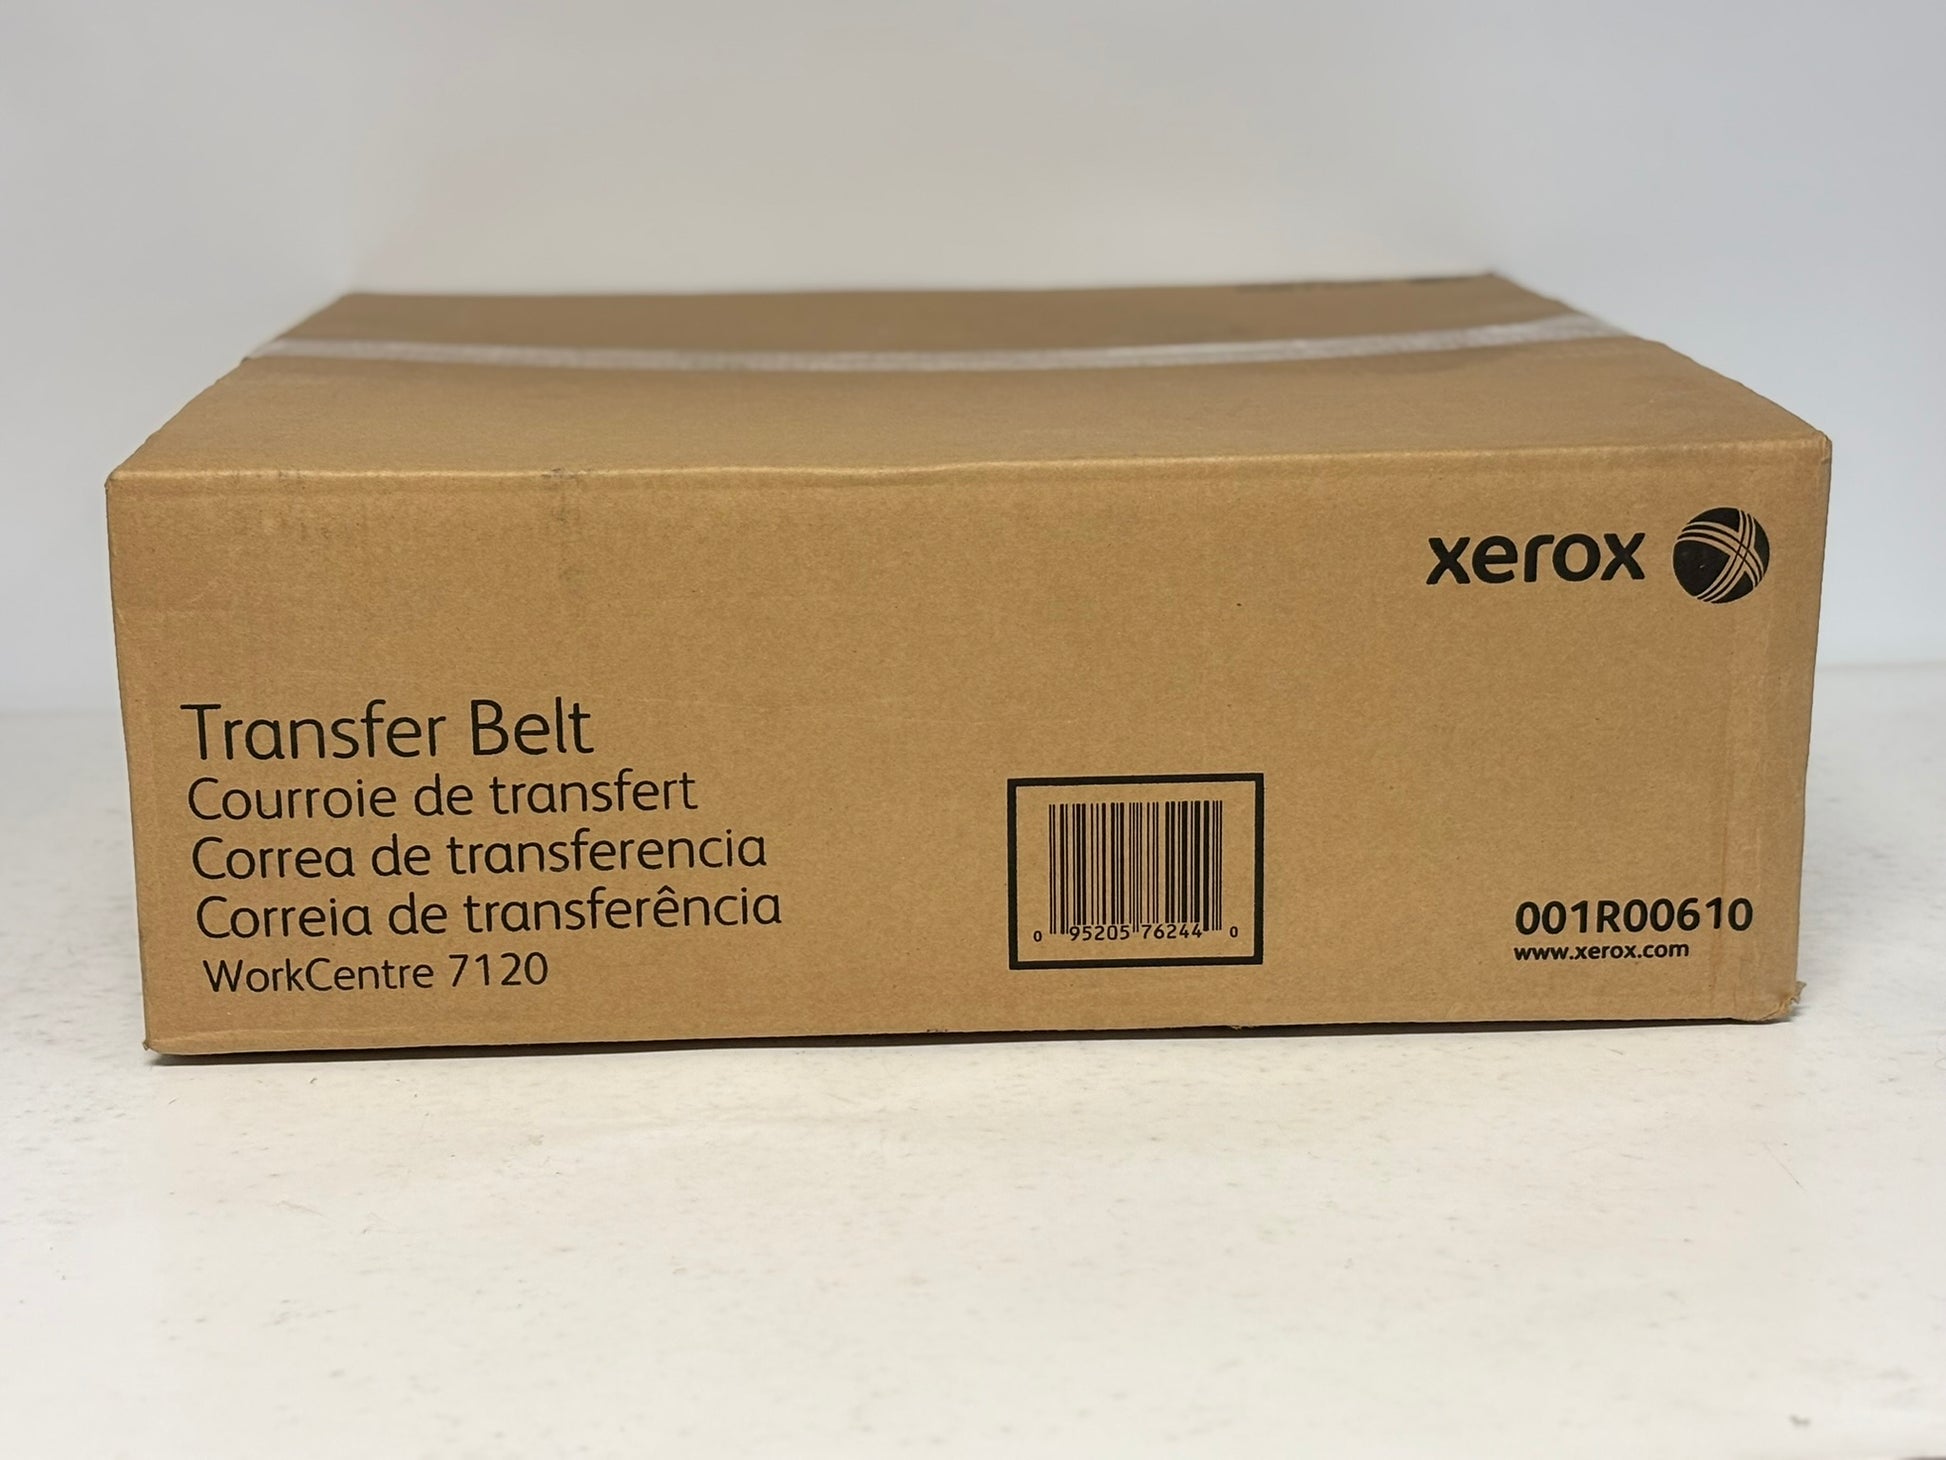 xerox
Transfer Belt
Courroie de transfert
Correa de transferencia
Correia de transferência
WorkCentre 7120
0 95205 76244 0
001R00610
www.xerox.com